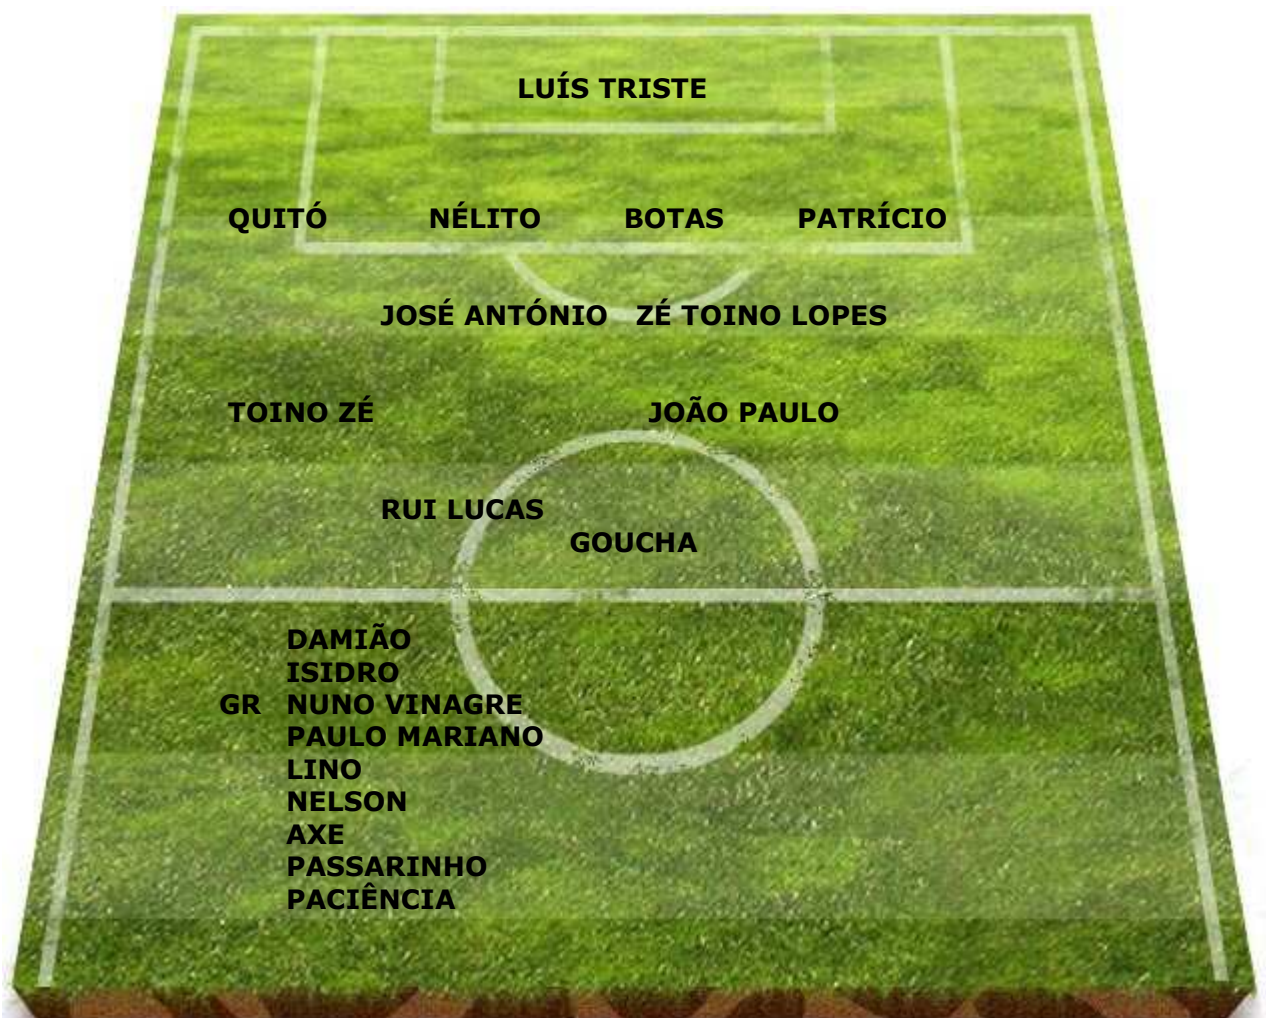 LUÍS TRISTE
QUITÓ NÉLITO BOTAS PATRÍCIO
JOSÉ ANTÓNIO ZÉ TOINO LOPES
TOINO ZÉ JOÃO PAULO
RUI LUCAS
GOUCHA
DAMIÃO
ISIDRO
GR NUNO VINAGRE
PAULO MARIANO
LINO
NELSON
AXE
PASSARINHO
PACIÊNCIA